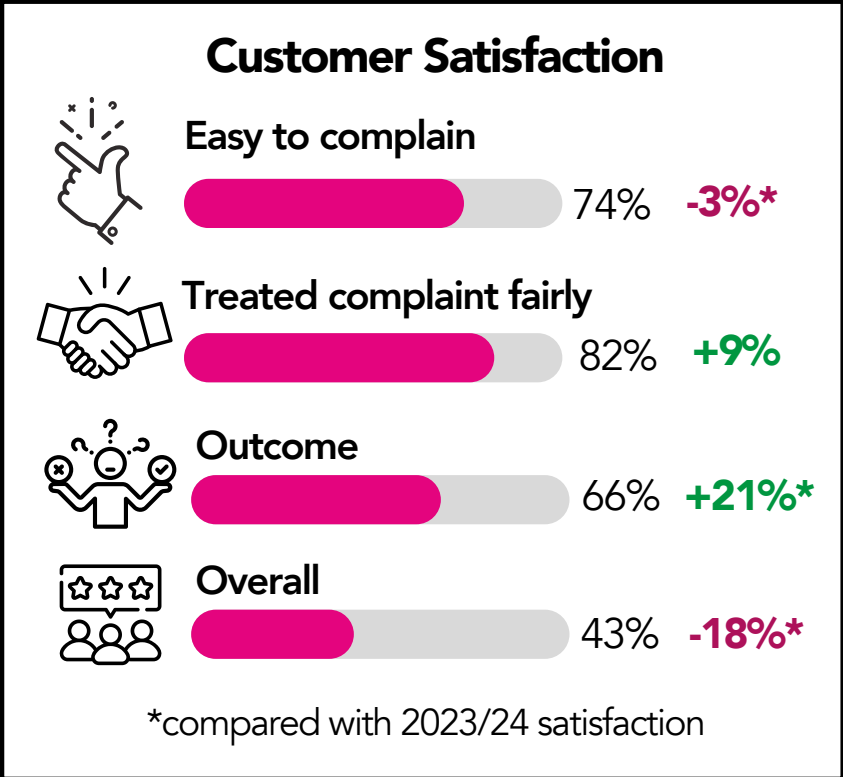 Customer Satisfaction
Easy to complain
74% -3%*
Treated complaint fairly
82% +9%
Outcome
66% +21%*
Overall
43% -18%*
*compared with 2023/24 satisfaction